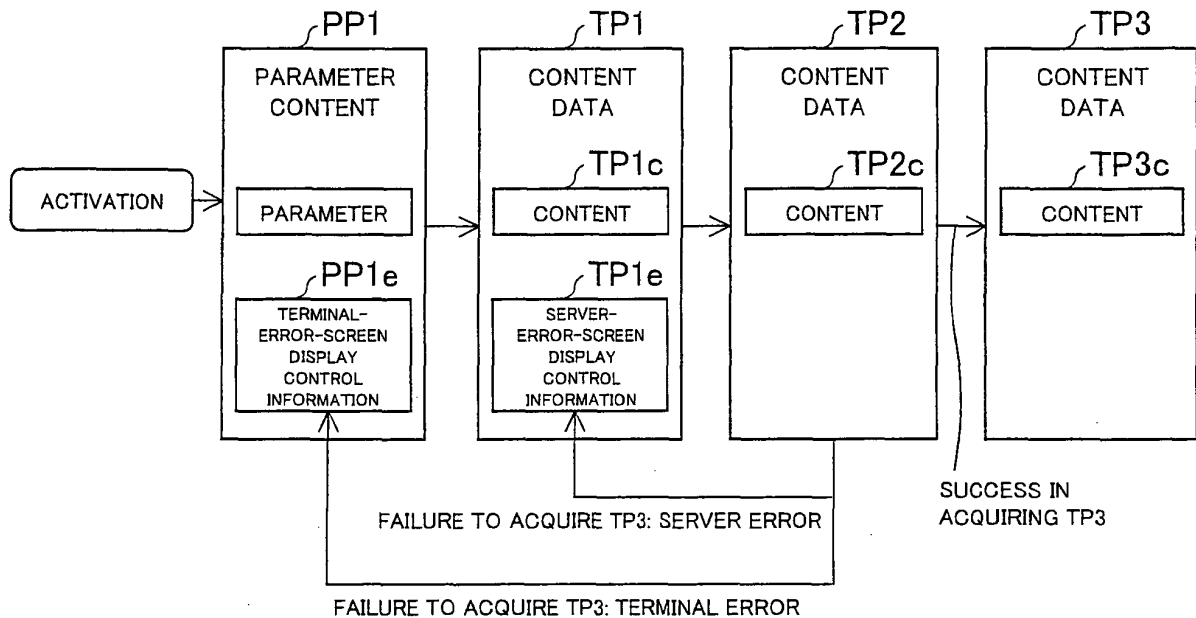 PP1
TP1
TP2
TP3
PARAMETER
CONTENT
CONTENT
DATA
CONTENT
DATA
CONTENT
DATA
TP1c
TP2c
TP3c
ACTIVATION
PARAMETER
CONTENT
CONTENT
CONTENT
PP1e
TP1e
TERMINAL-
ERROR-SCREEN
DISPLAY
CONTROL
INFORMATION
SERVER-
ERROR-SCREEN
DISPLAY
CONTROL
INFORMATION
SUCCESS IN
ACQUIRING TP3
FAILURE TO ACQUIRE TP3: SERVER ERROR
FAILURE TO ACQUIRE TP3: TERMINAL ERROR